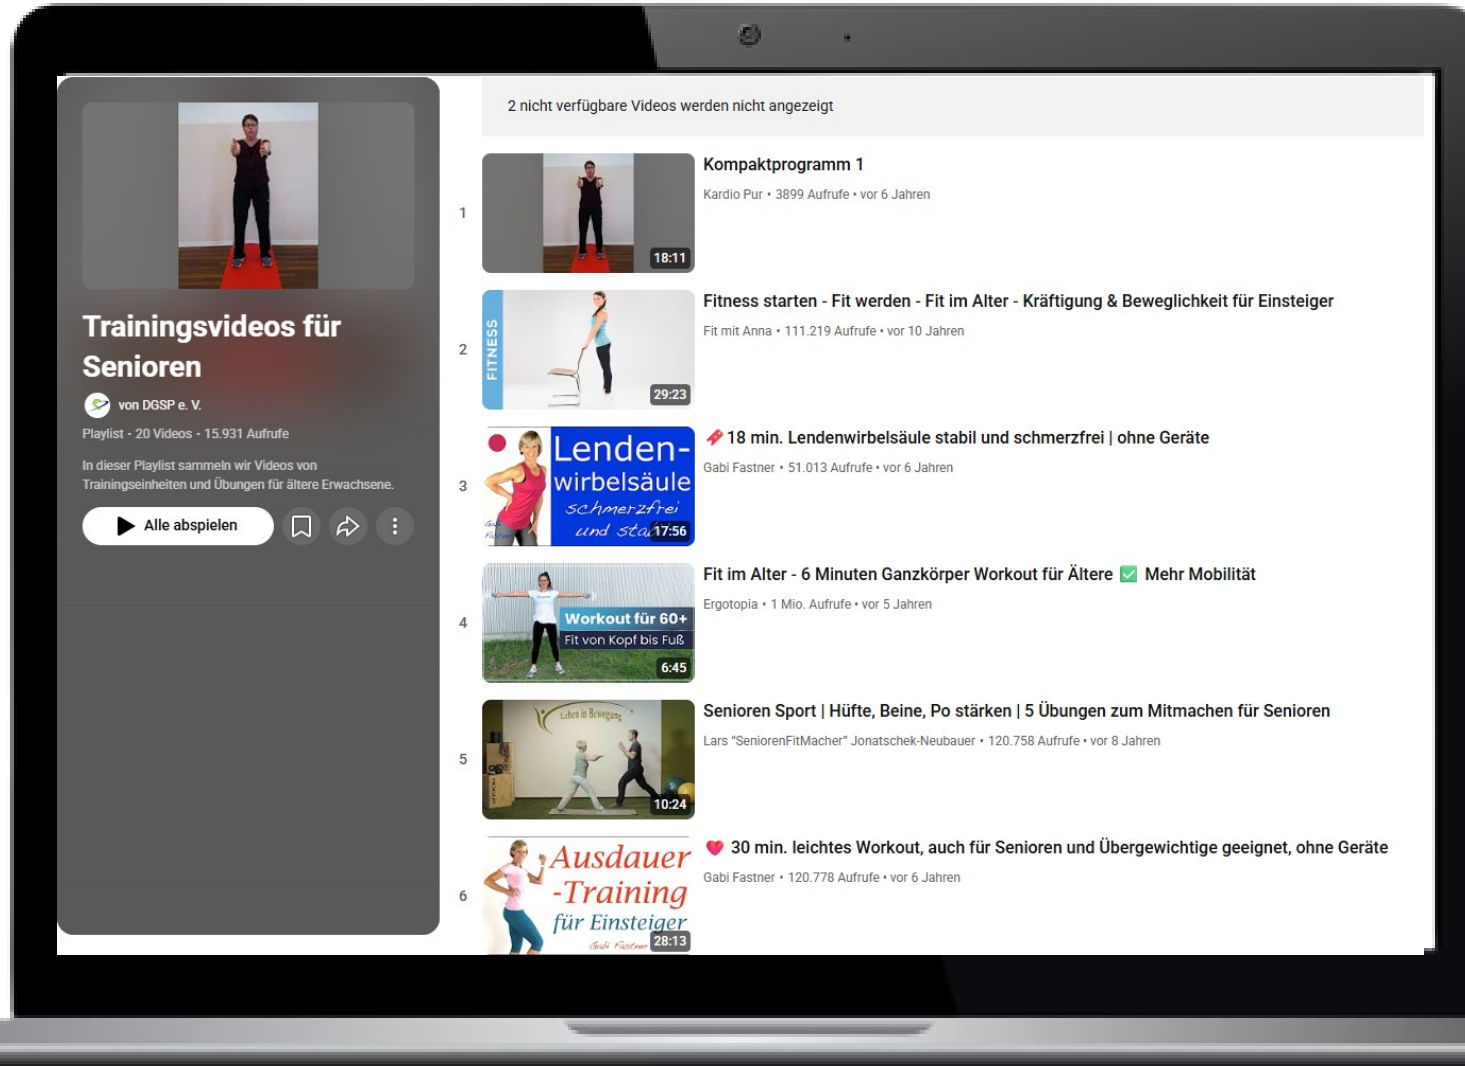 2 nicht verfügbare Videos werden nicht angezeigt
Trainingsvideos für
Senioren
von DGSP e. V.
Playlist • 20 Videos • 15.931 Aufrufe
In dieser Playlist sammeln wir Videos von
Trainingseinheiten und Übungen für ältere Erwachsene.
Alle abspielen
1
18:11
Kompaktprogramm 1
Kardio Pur • 3899 Aufrufe • vor 6 Jahren
2
FITNESS
29:23
Fitness starten - Fit werden - Fit im Alter - Kräftigung & Beweglichkeit für Einsteiger
Fit mit Anna • 111.219 Aufrufe • vor 10 Jahren
3
Lenden-
wirbelsäule
schmerzfrei
und
Gabi
17:56
18 min. Lendenwirbelsäule stabil und schmerzfrei | ohne Geräte
Gabi Fastner • 51.013 Aufrufe • vor 6 Jahren
4
Workout für 60+
Fit von Kopf bis Fuß
6:45
Fit im Alter - 6 Minuten Ganzkörper Workout für Ältere ✅ Mehr Mobilität
Ergotopia • 1 Mio. Aufrufe • vor 5 Jahren
5
Leben in Bewegung
10:24
Senioren Sport | Hüfte, Beine, Po stärken | 5 Übungen zum Mitmachen für Senioren
Lars "SeniorenFitMacher" Jonatschek-Neubauer • 120.758 Aufrufe • vor 8 Jahren
6
Ausdauer
-Training
für Einsteiger
Gabi Fastner
28:13
30 min. leichtes Workout, auch für Senioren und Übergewichtige geeignet, ohne Geräte
Gabi Fastner • 120.778 Aufrufe • vor 6 Jahren